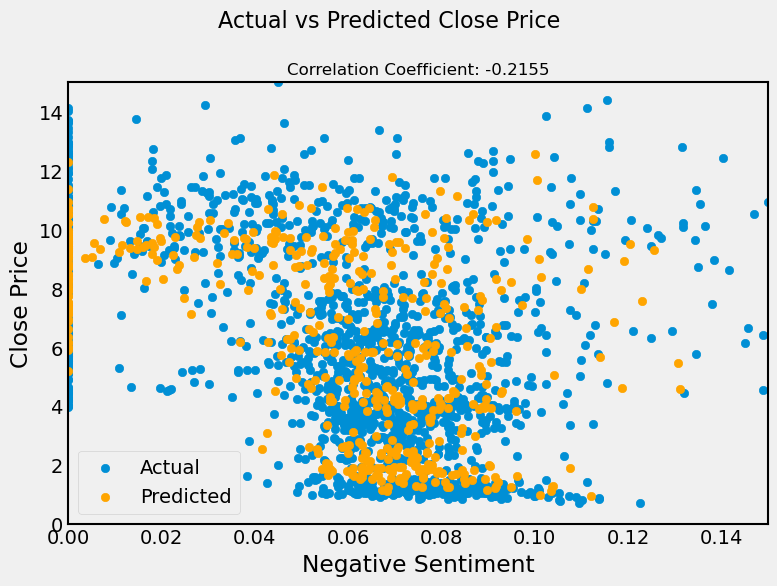 Actual vs Predicted Close Price
Correlation Coefficient: -0.2155
14
12
10
8
6
4
2
0
Close Price
Actual
Predicted
0.00 0.02 0.04 0.06 0.08 0.10 0.12 0.14
Negative Sentiment